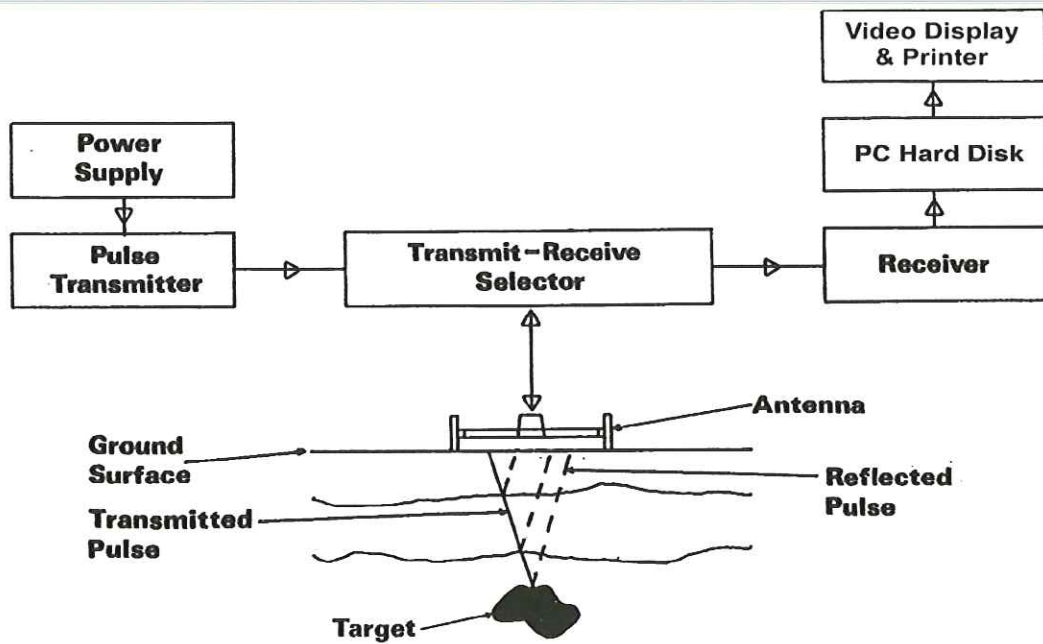 Video Display
& Printer
Power
Supply
PC Hard Disk
Pulse
Transmitter
Transmit-Receive
Selector
Receiver
Antenna
Ground
Surface
Reflected
Pulse
Transmitted
Pulse
Target